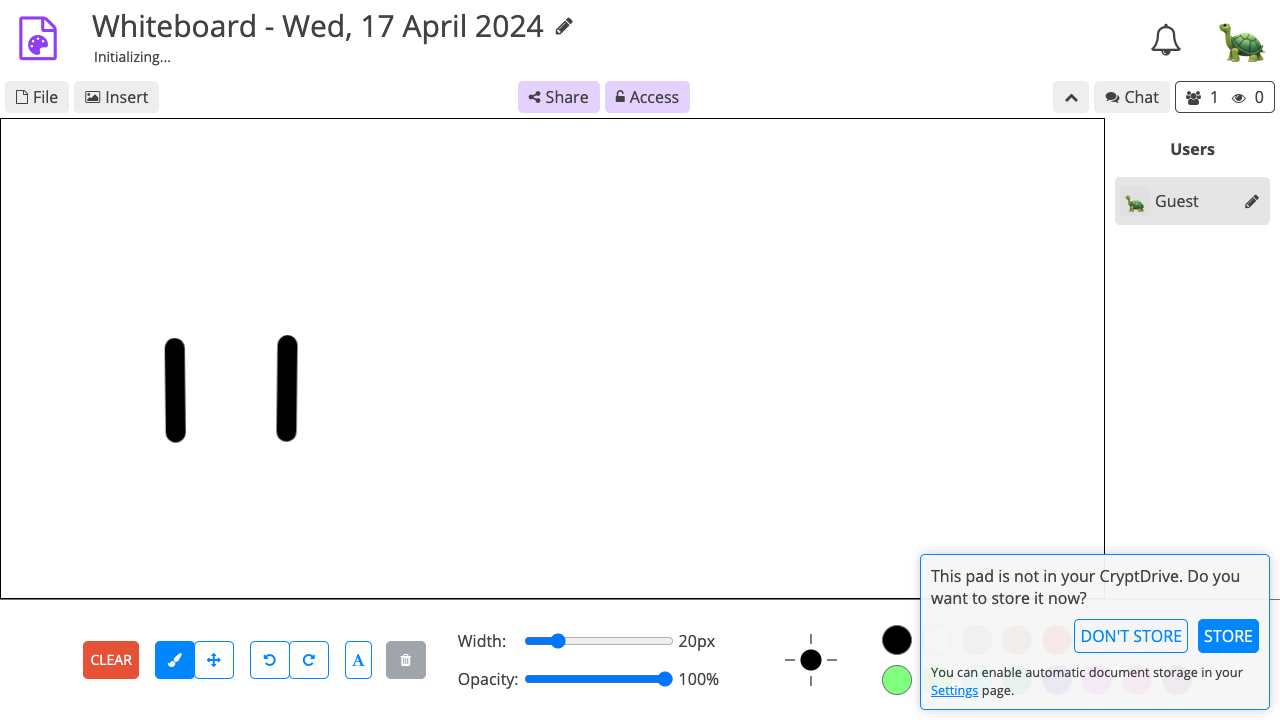 Whiteboard - Wed, 17 April 2024
Initializing...
File Insert Share Access Chat 1 0
Users
Guest
This pad is not in your CryptDrive. Do you
want to store it now?
DON'T STORE STORE
You can enable automatic document storage in your
Settings page.
CLEAR
A
Width: 20px
Opacity: 100%